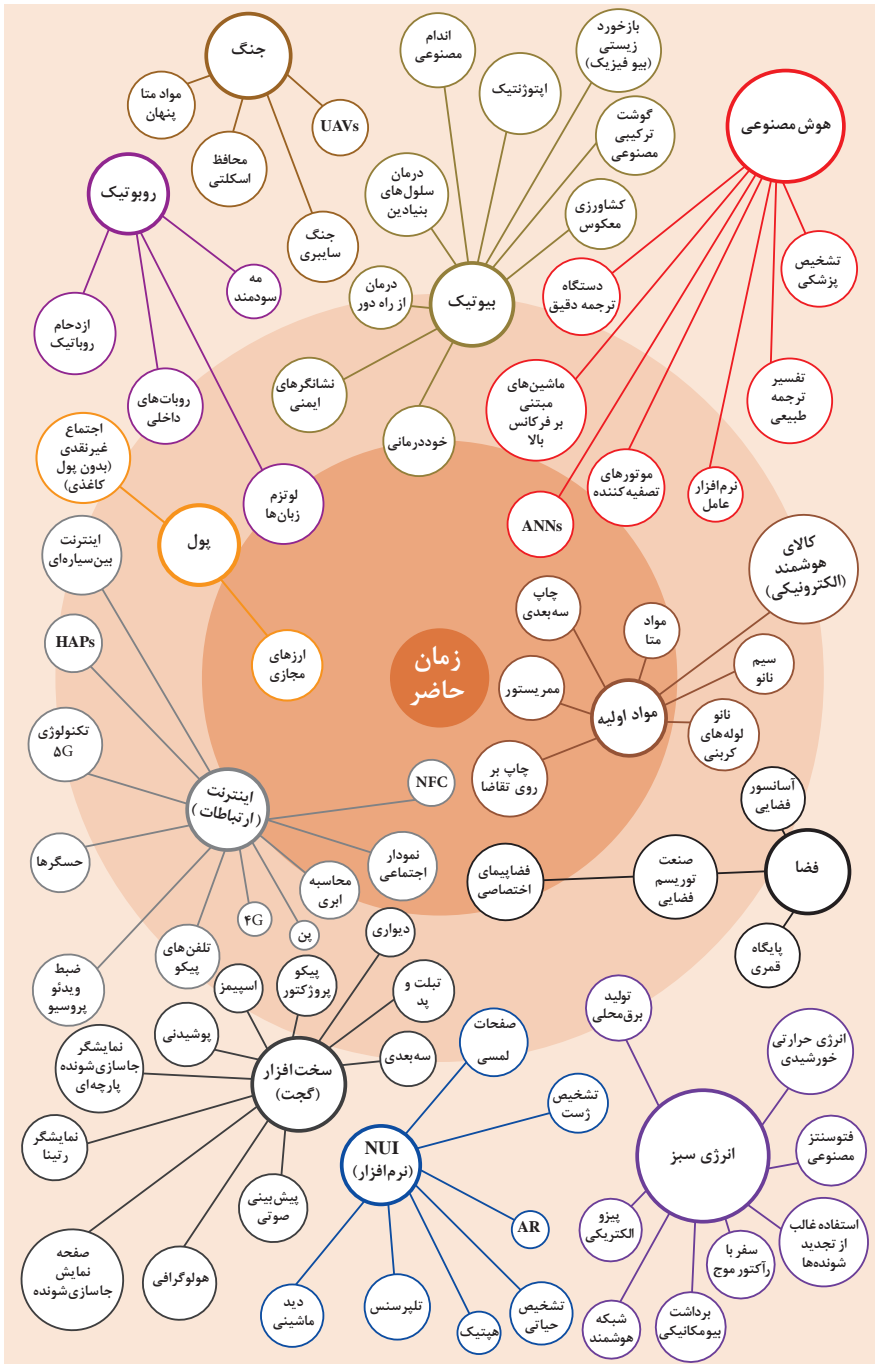 جنگ
مواد متا
پنهان
محافظ
اسکلتی
UAVs
جنگ
سایبری
روبوتیک
مه
سودمند
ازدحام
روباتیک
روبات‌های
داخلی
لوتزم
زبان‌ها
اندام
مصنوعی
بازخورد
زیستی
(بیو فیزیک)
اپتوژنتیک
گوشت
ترکیبی
مصنوعی
درمان
سلول‌های
بنیادین
کشاورزی
معکوس
بیوتیک
درمان
از راه دور
نشانگرهای
ایمنی
خوددرمانی
هوش مصنوعی
تشخیص
پزشکی
دستگاه
ترجمه دقیق
تفسیر
ترجمه
طبیعی
ماشین‌های
مبتنی
بر فرکانس
بالا
موتورهای
تصفیه‌کننده
نرم‌افزار
عامل
ANNs
اجتماع
غیرنقدی
(بدون پول
کاغذی)
پول
ارزهای
مجازی
زمان
حاضر
کالای
هوشمند
(الکترونیکی)
چاپ
سه‌بعدی
مواد
متا
سیم
نانو
ممریستور
مواد اولیه
نانو
لوله‌های
کربنی
چاپ بر
روی تقاضا
اینترنت
بین‌سیاره‌ای
HAPs
تکنولوژی
۵G
اینترنت
(ارتباطات)
NFC
حسگرها
نمودار
اجتماعی
محاسبه
ابری
۴G
پن
تلفن‌های
پیکو
ضبط
ویدئو
پروسیو
آسانسور
فضایی
فضا
صنعت
توریسم
فضایی
فضاپیمای
اختصاصی
پایگاه
قمری
دیواری
پیکو
پروژکتور
اسپیمز
تبلت و
پد
پوشیدنی
سه‌بعدی
نمایشگر
جاسازی‌شونده
پارچه‌ای
سخت‌افزار
(گجت)
نمایشگر
رتینا
پیش‌بینی
صوتی
صفحه
نمایش
جاسازی‌شونده
هولوگرافی
صفحات
لمسی
تشخیص
ژست
NUI
(نرم‌افزار)
AR
دید
ماشینی
تلپرسنس
هپتیک
تشخیص
حیاتی
تولید
برق‌محلی
انرژی حرارتی
خورشیدی
انرژی سبز
فتوسنتز
مصنوعی
پیزو
الکتریکی
استفاده غالب
از تجدید
شونده‌ها
سفر با
رآکتور موج
شبکه
هوشمند
برداشت
بیومکانیکی